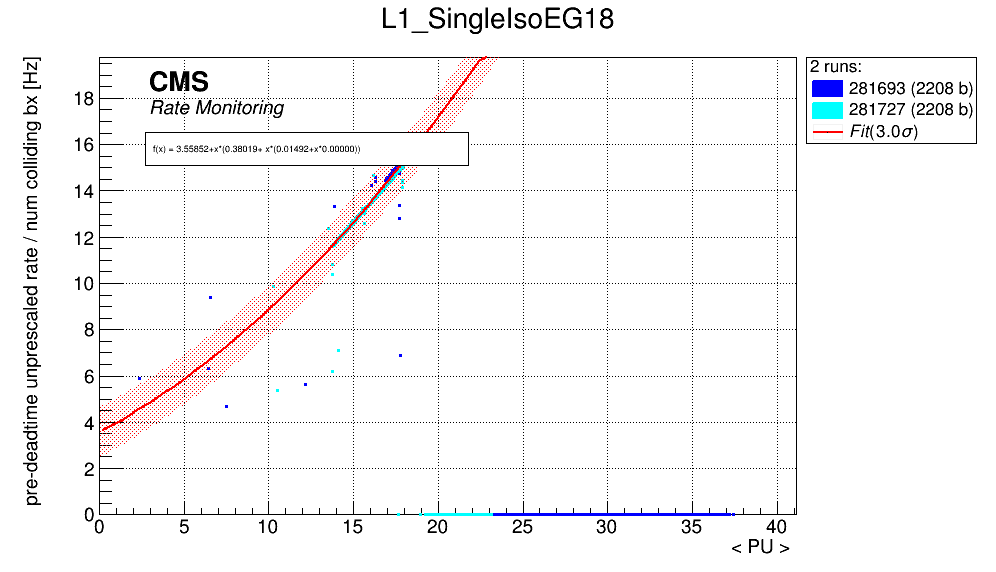 L1_SingleIsoEG18
pre-deadtime unprescaled rate / num colliding bx [Hz]
CMS
Rate Monitoring
f(x) = 3.55852+x*(0.38019+ x*(0.01492+x*0.00000))
18
16
14
12
10
8
6
4
2
0
0 5 10 15 20 25 30 35 40
< PU >
2 runs:
281693 (2208 b)
281727 (2208 b)
Fit(3.0σ)